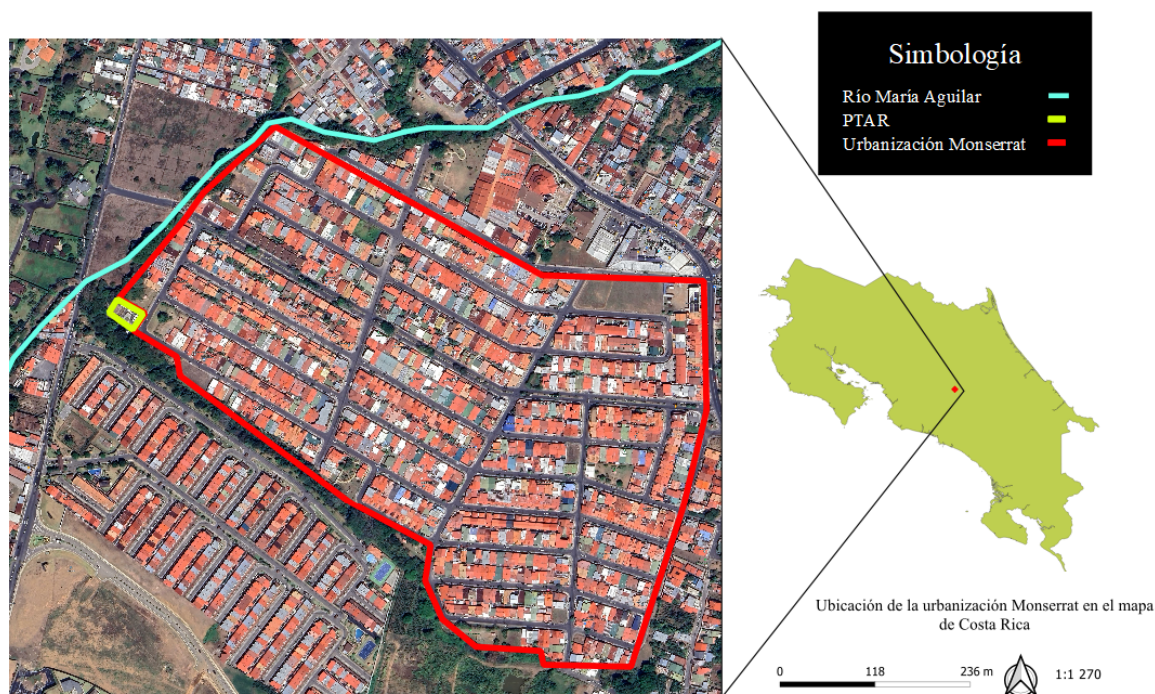 Simbología
Río María Aguilar
PTAR
Urbanización Monserrat
Ubicación de la urbanización Monserrat en el mapa
de Costa Rica
0 118 236 m
1:1 270